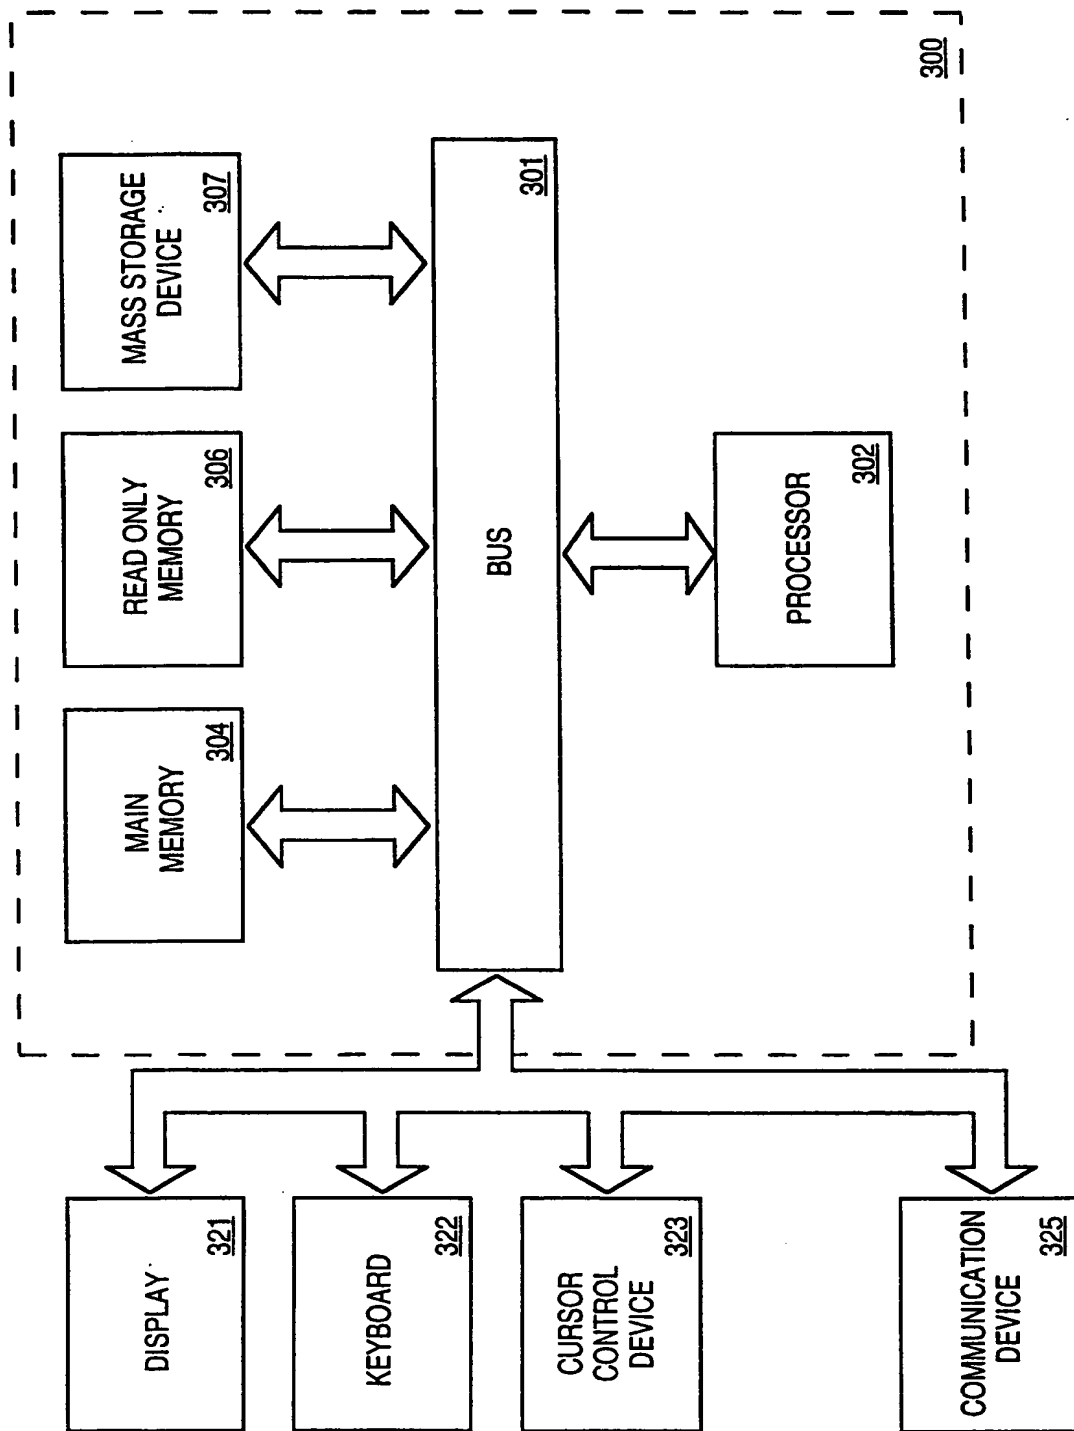 DISPLAY
321
KEYBOARD
322
CURSOR
CONTROL
DEVICE
323
COMMUNICATION
DEVICE
325
MAIN
MEMORY
304
READ ONLY
MEMORY
306
MASS STORAGE
DEVICE
307
BUS
301
PROCESSOR
302
300